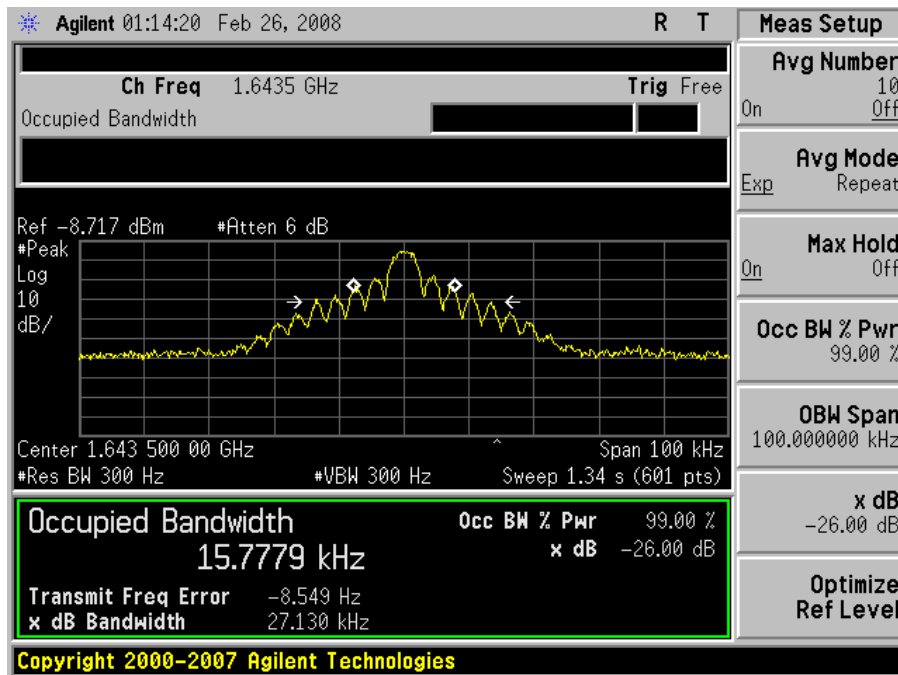 Agilent 01:14:20 Feb 26, 2008 R T
Meas Setup
Ch Freq 1.6435 GHz Trig Free
Occupied Bandwidth
Ref -8.717 dBm #Atten 6 dB
#Peak
Log
10
dB/
Center 1.643 500 00 GHz Span 100 kHz
#Res BW 300 Hz #VBW 300 Hz Sweep 1.34 s (601 pts)
Occupied Bandwidth
15.7779 kHz
Occ BW % Pwr 99.00 %
x dB -26.00 dB
Transmit Freq Error -8.549 Hz
x dB Bandwidth 27.130 kHz
Avg Number
10
On Off
Avg Mode
Exp Repeat
Max Hold
On Off
Occ BW % Pwr
99.00 %
OBW Span
100.000000 kHz
x dB
-26.00 dB
Optimize
Ref Level
Copyright 2000-2007 Agilent Technologies